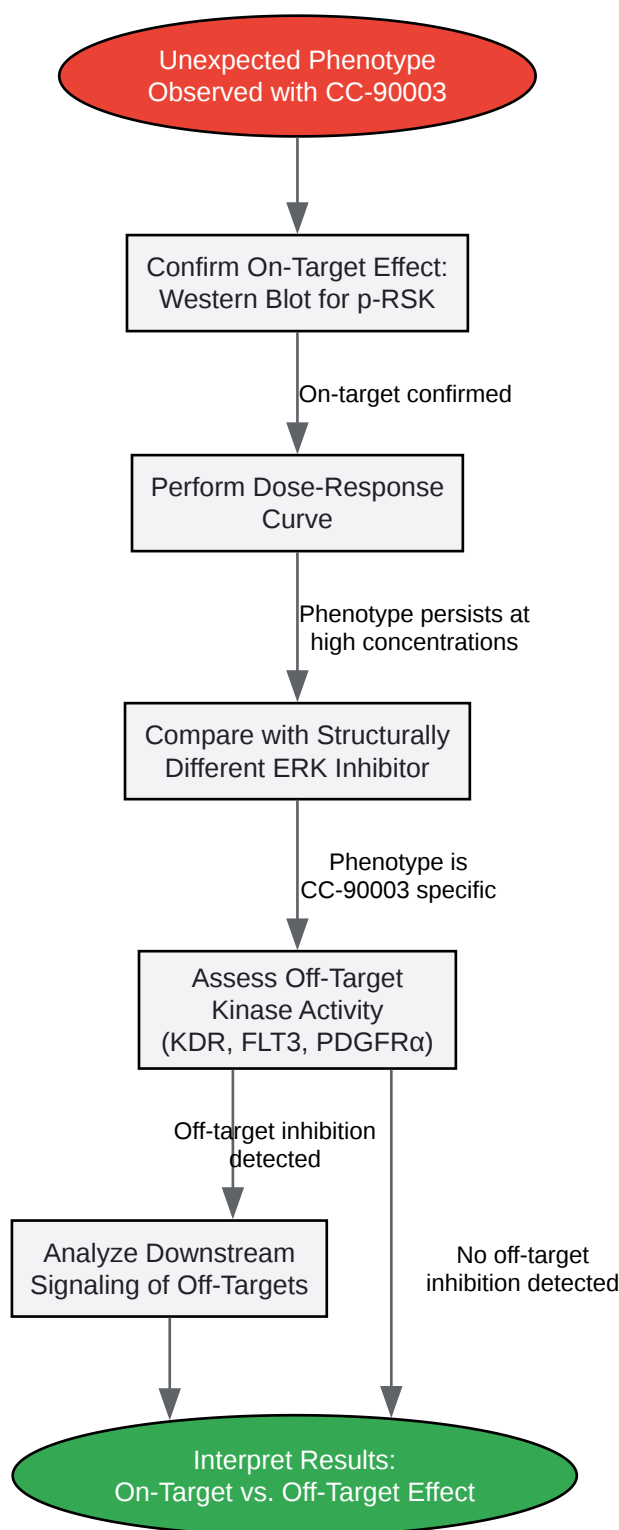 Unexpected Phenotype
Observed with CC-90003
Confirm On-Target Effect:
Western Blot for p-RSK
On-target confirmed
Perform Dose-Response
Curve
Phenotype persists at
high concentrations
Compare with Structurally
Different ERK Inhibitor
Phenotype is
CC-90003 specific
Assess Off-Target
Kinase Activity
(KDR, FLT3, PDGFRα)
Off-target inhibition
detected
Analyze Downstream
Signaling of Off-Targets
No off-target
inhibition detected
Interpret Results:
On-Target vs. Off-Target Effect